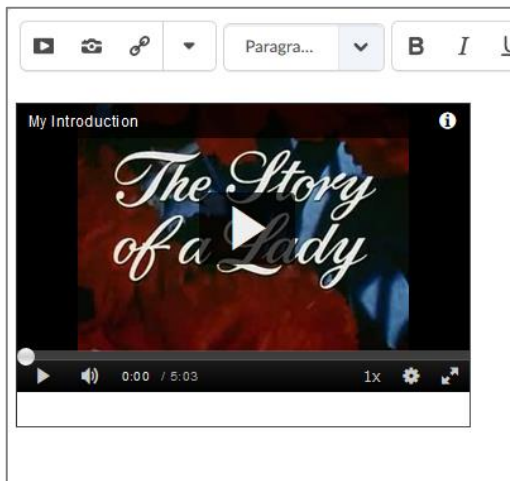 Paragra... B I U
My Introduction
The Story
of a Lady
0:00 / 5:03 1x